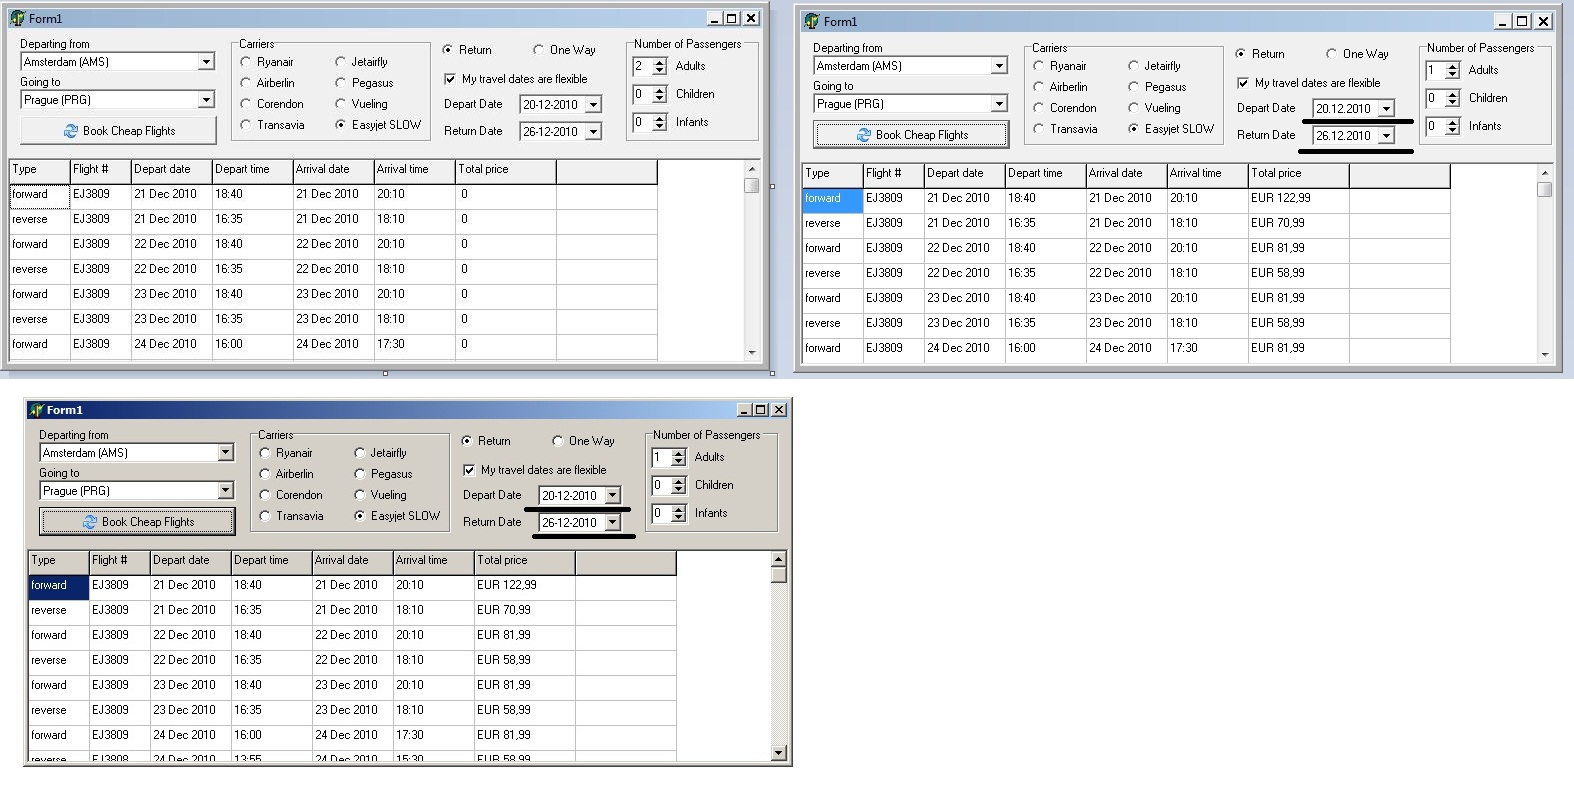 Form1
Departing from
Amsterdam (AMS)
Going to
Prague (PRG)
Book Cheap Flights
Carriers
Ryanair Jetairfly
Airberlin Pegasus
Corendon Vueling
Transavia Easyjet SLOW
Return One Way
My travel dates are flexible
Depart Date 20-12-2010
Return Date 26-12-2010
Number of Passengers
2 Adults
0 Children
0 Infants
Type Flight # Depart date Depart time Arrival date Arrival time Total price
forward EJ3809 21 Dec 2010 18:40 21 Dec 2010 20:10 0
reverse EJ3809 21 Dec 2010 16:35 21 Dec 2010 18:10 0
forward EJ3809 22 Dec 2010 18:40 22 Dec 2010 20:10 0
reverse EJ3809 22 Dec 2010 16:35 22 Dec 2010 18:10 0
forward EJ3809 23 Dec 2010 18:40 23 Dec 2010 20:10 0
reverse EJ3809 23 Dec 2010 16:35 23 Dec 2010 18:10 0
forward EJ3809 24 Dec 2010 16:00 24 Dec 2010 17:30 0
Form1
Departing from
Amsterdam (AMS)
Going to
Prague (PRG)
Book Cheap Flights
Carriers
Ryanair Jetairfly
Airberlin Pegasus
Corendon Vueling
Transavia Easyjet SLOW
Return One Way
My travel dates are flexible
Depart Date 20.12.2010
Return Date 26.12.2010
Number of Passengers
1 Adults
0 Children
0 Infants
Type Flight # Depart date Depart time Arrival date Arrival time Total price
forward EJ3809 21 Dec 2010 18:40 21 Dec 2010 20:10 EUR 122,99
reverse EJ3809 21 Dec 2010 16:35 21 Dec 2010 18:10 EUR 70,99
forward EJ3809 22 Dec 2010 18:40 22 Dec 2010 20:10 EUR 81,99
reverse EJ3809 22 Dec 2010 16:35 22 Dec 2010 18:10 EUR 58,99
forward EJ3809 23 Dec 2010 18:40 23 Dec 2010 20:10 EUR 81,99
reverse EJ3809 23 Dec 2010 16:35 23 Dec 2010 18:10 EUR 58,99
forward EJ3809 24 Dec 2010 16:00 24 Dec 2010 17:30 EUR 81,99
Form1
Departing from
Amsterdam (AMS)
Going to
Prague (PRG)
Book Cheap Flights
Carriers
Ryanair Jetairfly
Airberlin Pegasus
Corendon Vueling
Transavia Easyjet SLOW
Return One Way
My travel dates are flexible
Depart Date 20-12-2010
Return Date 26-12-2010
Number of Passengers
1 Adults
0 Children
0 Infants
Type Flight # Depart date Depart time Arrival date Arrival time Total price
forward EJ3809 21 Dec 2010 18:40 21 Dec 2010 20:10 EUR 122,99
reverse EJ3809 21 Dec 2010 16:35 21 Dec 2010 18:10 EUR 70,99
forward EJ3809 22 Dec 2010 18:40 22 Dec 2010 20:10 EUR 81,99
reverse EJ3809 22 Dec 2010 16:35 22 Dec 2010 18:10 EUR 58,99
forward EJ3809 23 Dec 2010 18:40 23 Dec 2010 20:10 EUR 81,99
reverse EJ3809 23 Dec 2010 16:35 23 Dec 2010 18:10 EUR 58,99
forward EJ3809 24 Dec 2010 16:00 24 Dec 2010 17:30 EUR 81,99
reverse EJ3808 24 Dec 2010 13:55 24 Dec 2010 15:30 EUR 58,99